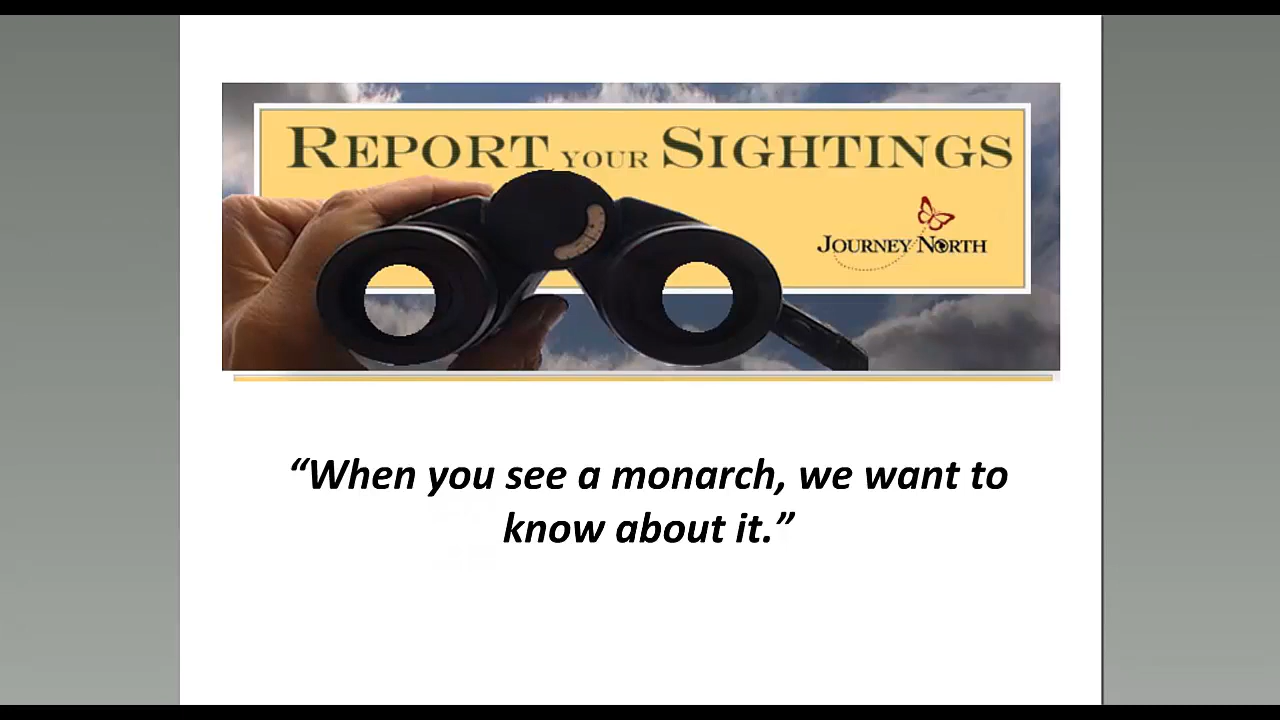 REPORT YOUR SIGHTINGS
JOURNEY NORTH
“When you see a monarch, we want to
know about it.”